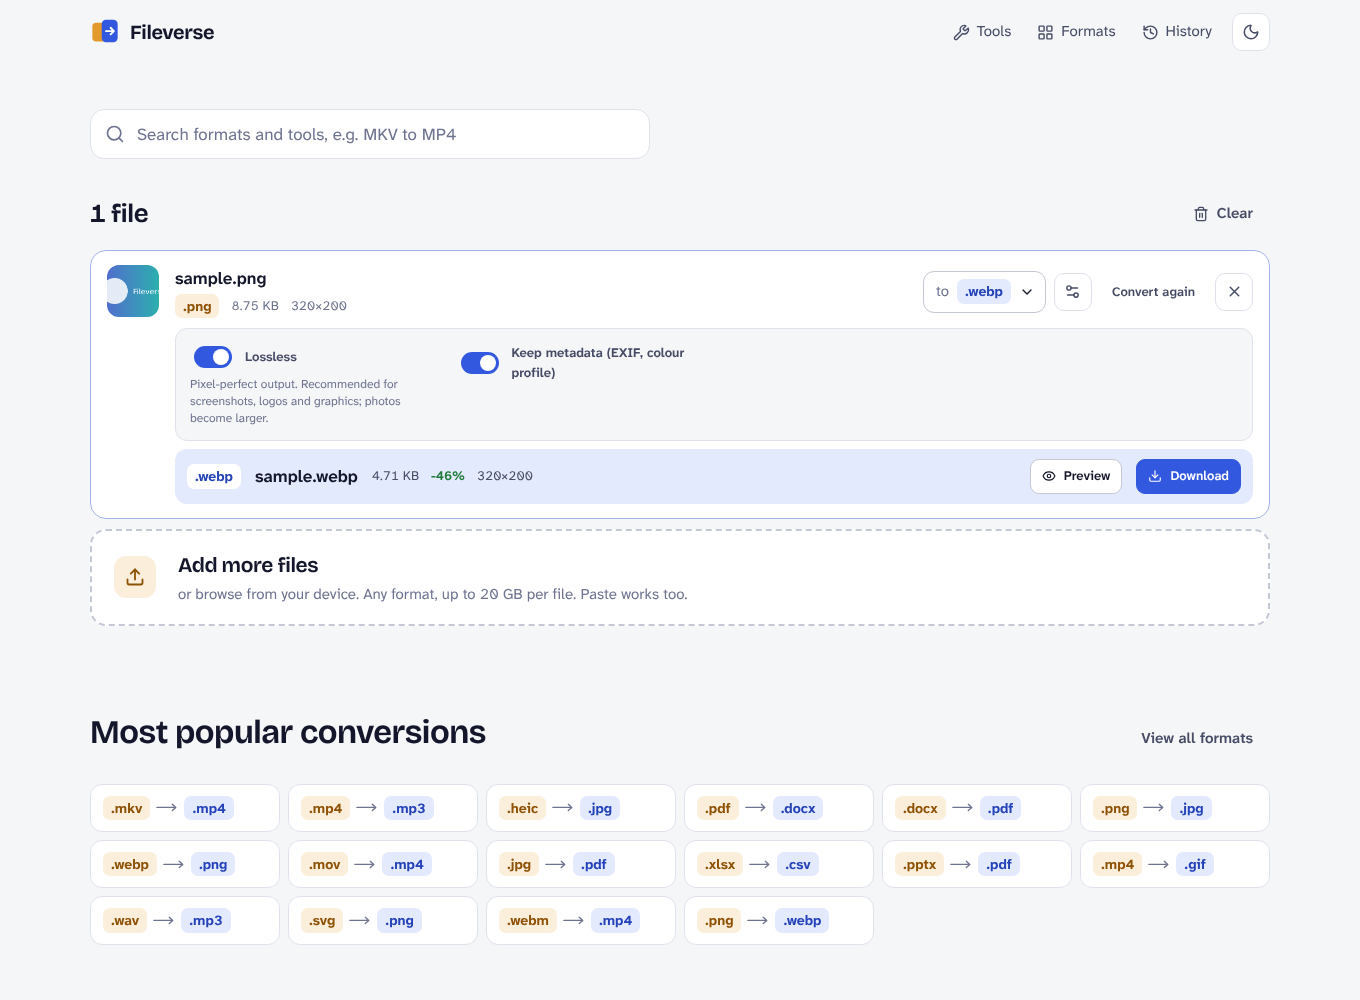 Fileverse
Tools
Formats
History
Search formats and tools, e.g. MKV to MP4
1 file
Clear
sample.png
.png 8.75 KB 320×200
to .webp
Convert again
Lossless
Pixel-perfect output. Recommended for
screenshots, logos and graphics; photos
become larger.
Keep metadata (EXIF, colour
profile)
.webp sample.webp 4.71 KB -46% 320×200
Preview
Download
Add more files
or browse from your device. Any format, up to 20 GB per file. Paste works too.
Most popular conversions
View all formats
.mkv → .mp4
.mp4 → .mp3
.heic → .jpg
.pdf → .docx
.docx → .pdf
.png → .jpg
.webp → .png
.mov → .mp4
.jpg → .pdf
.xlsx → .csv
.pptx → .pdf
.mp4 → .gif
.wav → .mp3
.svg → .png
.webm → .mp4
.png → .webp